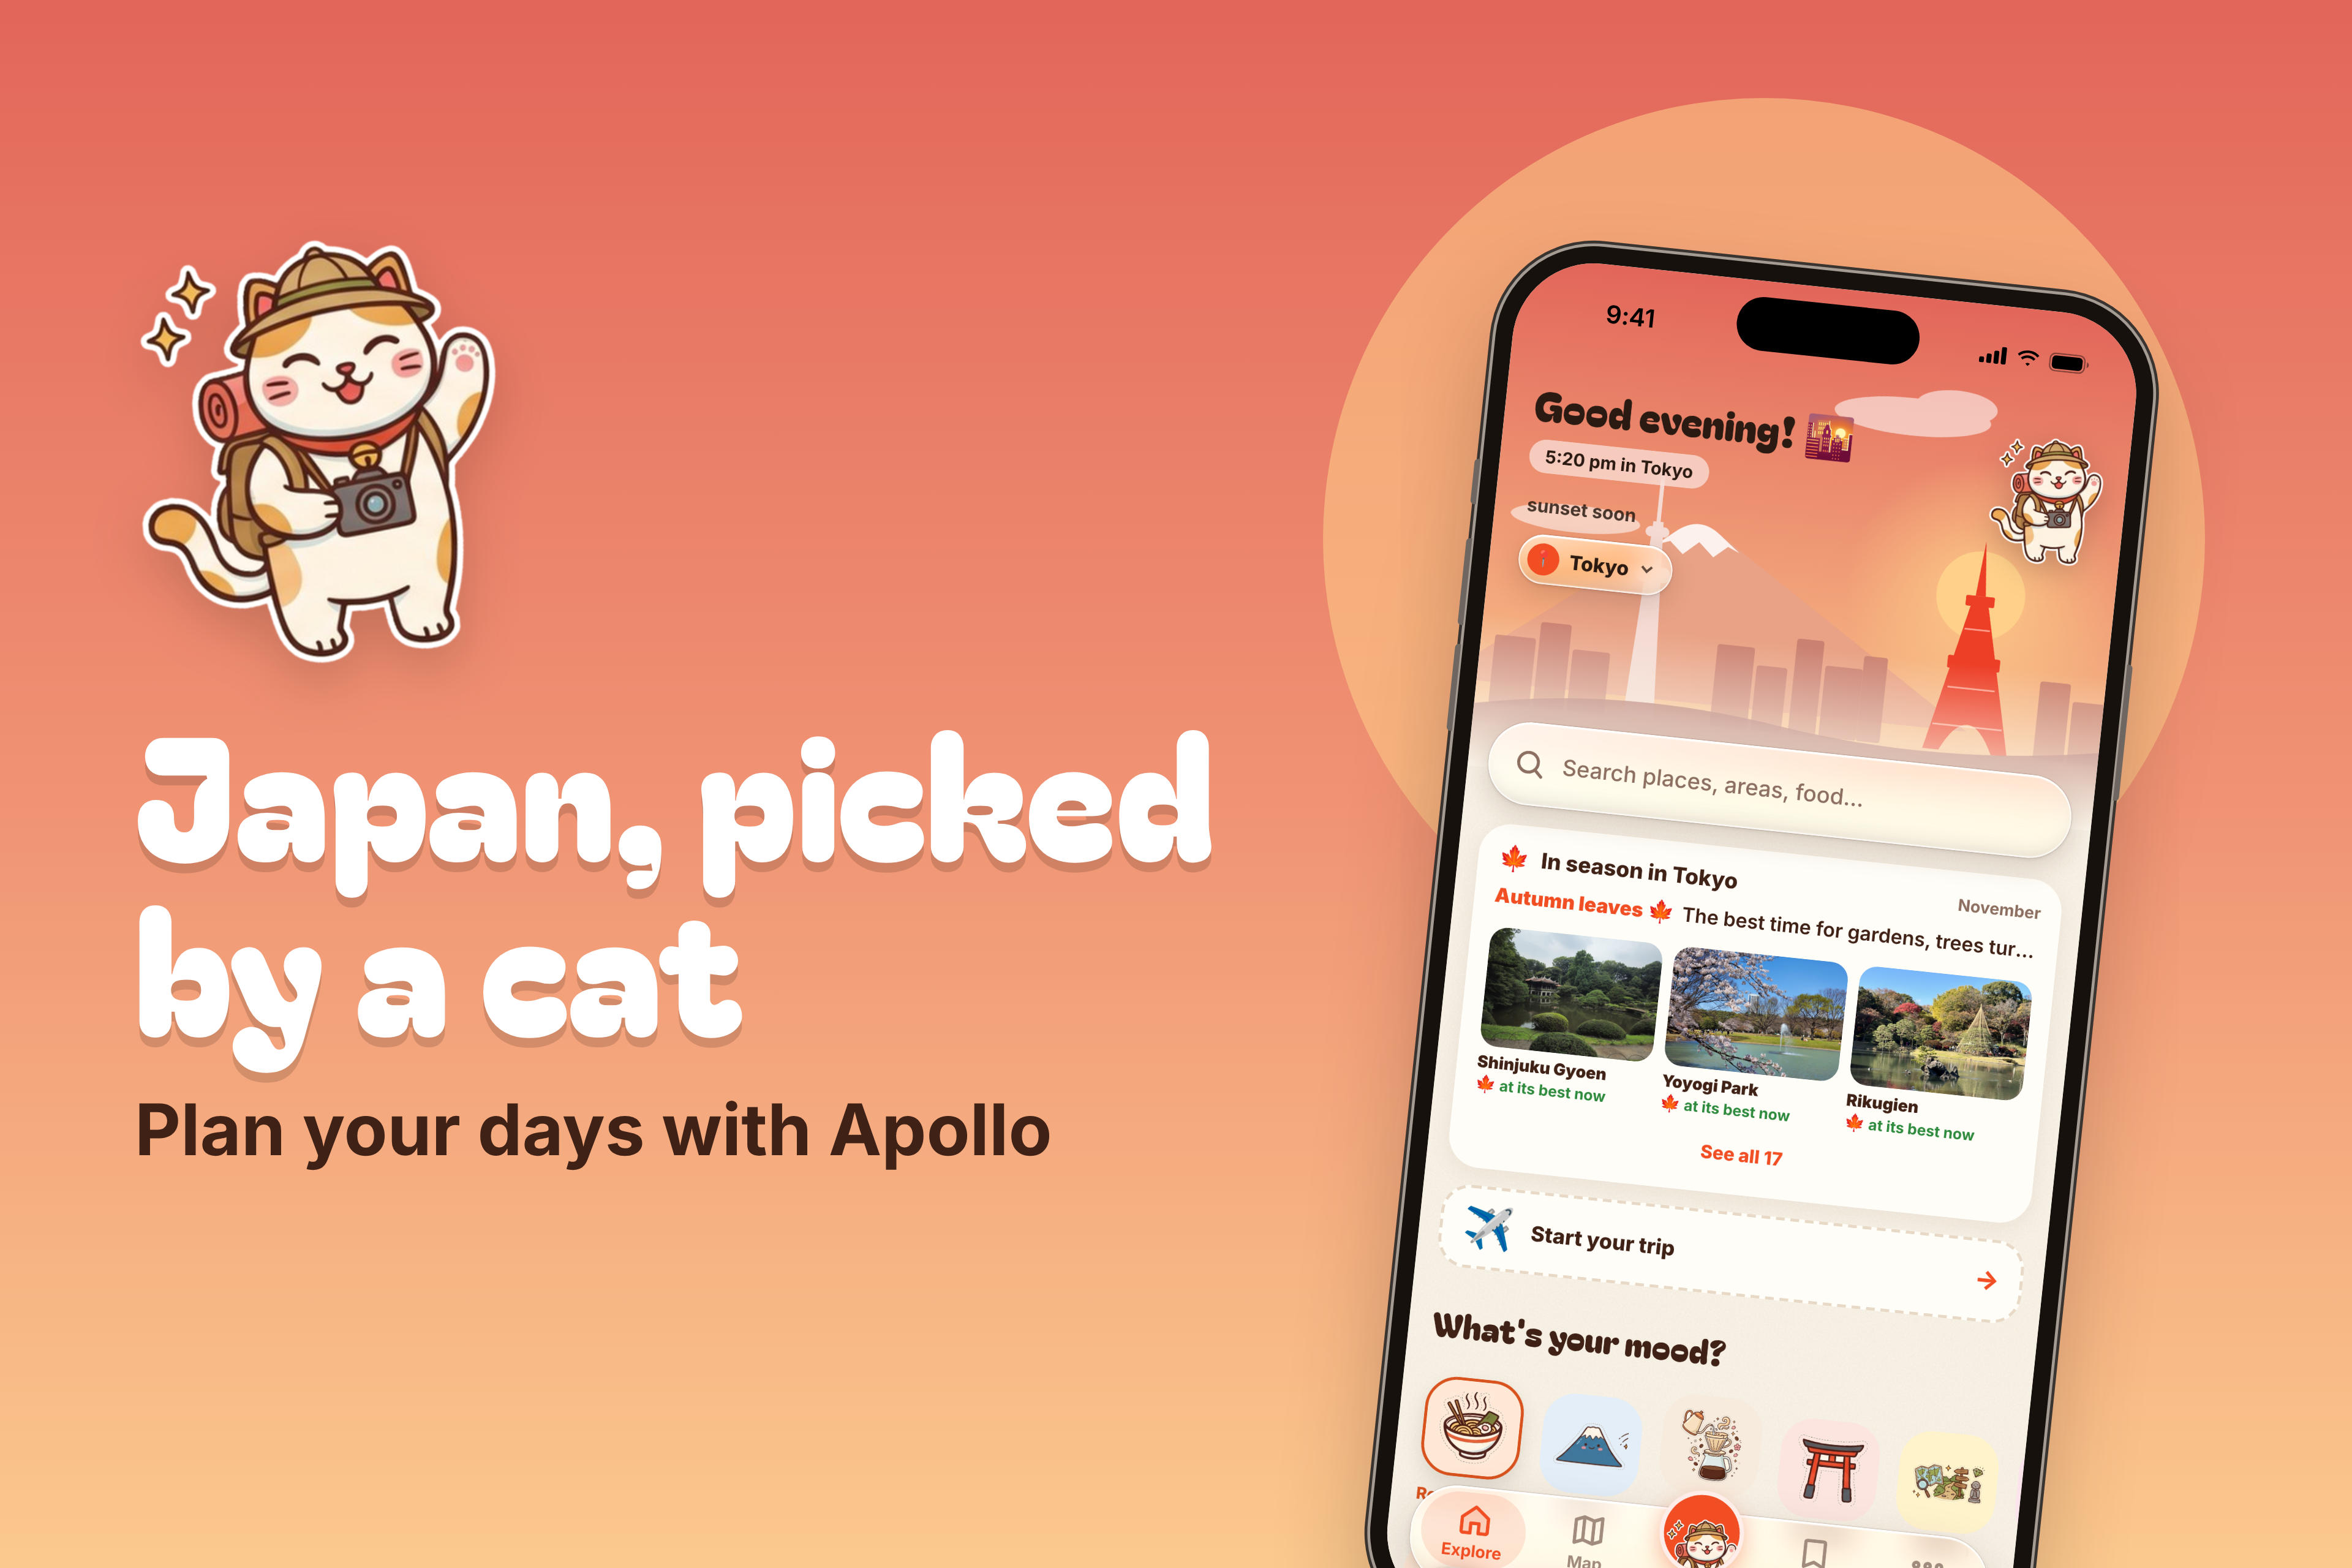 Japan, picked
by a cat
Plan your days with Apollo
9:41
Good evening!
5:20 pm in Tokyo
sunset soon
Tokyo
Search places, areas, food...
In season in Tokyo
November
Autumn leaves 🍁 The best time for gardens, trees tur...
Shinjuku Gyoen
at its best now
Yoyogi Park
at its best now
Rikugien
at its best now
See all 17
Start your trip
What's your mood?
Explore
Map